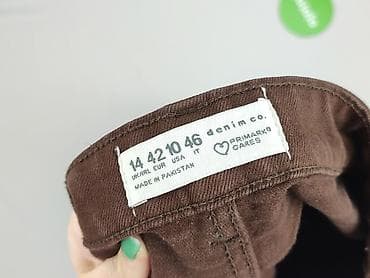 14 42 10 46 denim co.
UK/IRL EUR USA IT PRIMARK
CARES
MADE IN PAKISTAN